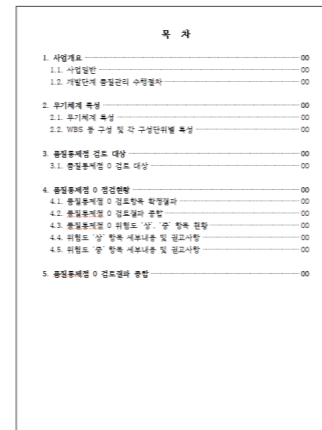 목 차
1. 사업개요 00
1.1. 사업일반 00
1.2. 개발단계 품질관리 수행절차 00
2. 무기체계 특성 00
2.1. 무기체계 특성 00
2.2. WBS 등 구성 및 각 구성단위별 특성 00
3. 품질통제점 검토 대상 00
3.1. 품질통제점 0 검토 대상 00
4. 품질통제점 0 점검현황 00
4.1. 품질통제점 0 검토항목 확정결과 00
4.2. 품질통제점 0 검토결과 종합 00
4.3. 품질통제점 0 위험도 '상', '중' 항목 현황 00
4.4. 위험도 '상' 항목 세부내용 및 권고사항 00
4.5. 위험도 '중' 항목 세부내용 및 권고사항 00
5. 품질통제점 0 검토결과 종합 00